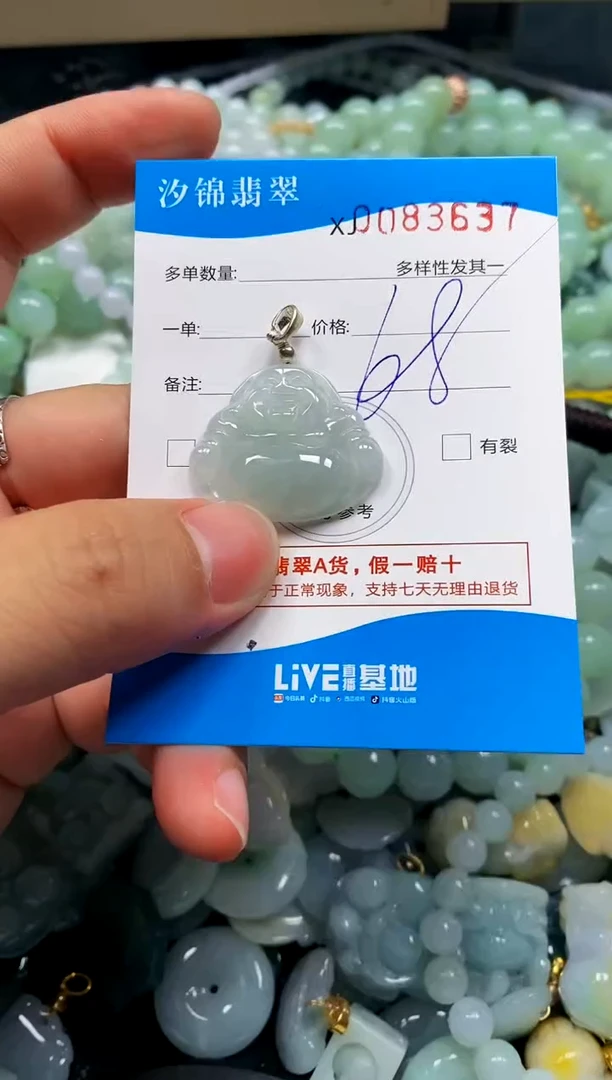 汐锦翡翠
XJ0083637
多单数量:
多样性发其一
一单:
价格: 68
备注:
有裂
参考
翡翠A货，假一赔十
于正常现象，支持七天无理由退货
LiVE直播基地
今日头条 抖音 西瓜视频 抖音火山版